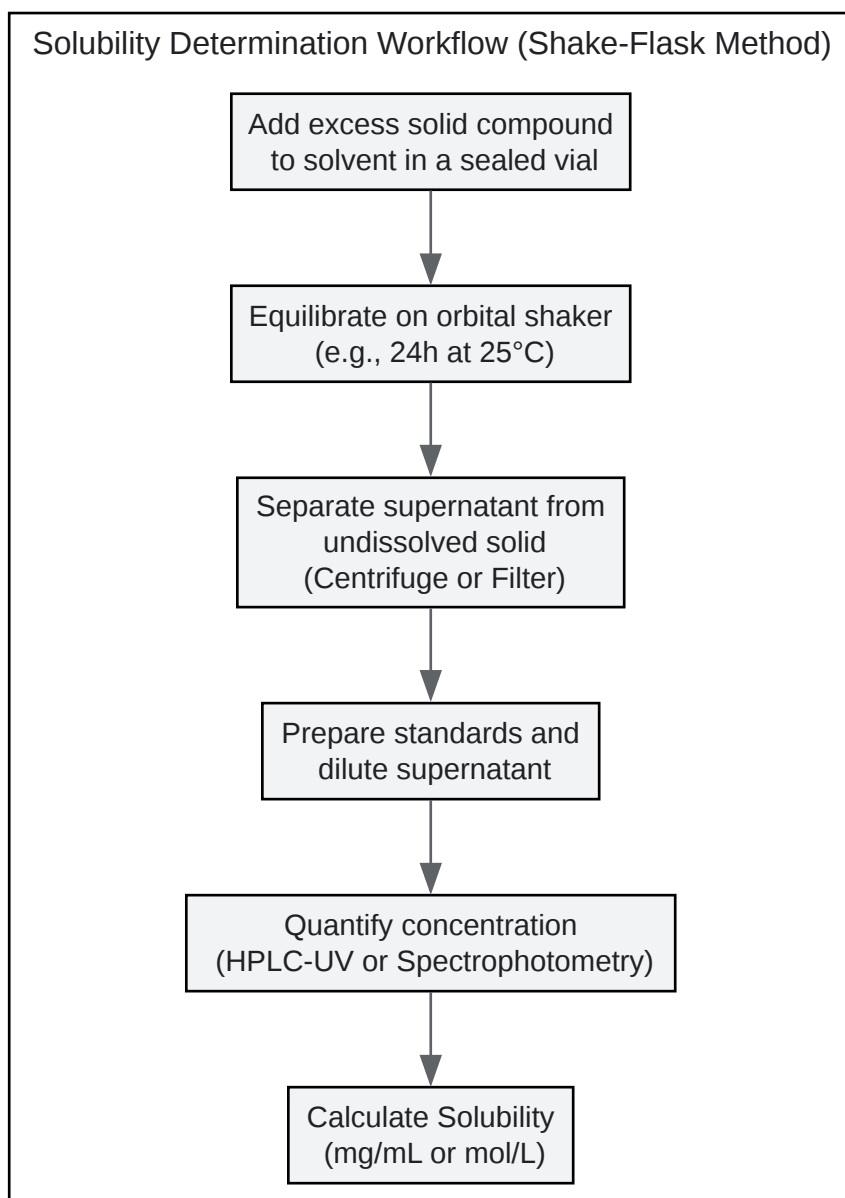 Solubility Determination Workflow (Shake-Flask Method)
Add excess solid compound
to solvent in a sealed vial
Equilibrate on orbital shaker
(e.g., 24h at 25°C)
Separate supernatant from
undissolved solid
(Centrifuge or Filter)
Prepare standards and
dilute supernatant
Quantify concentration
(HPLC-UV or Spectrophotometry)
Calculate Solubility
(mg/mL or mol/L)